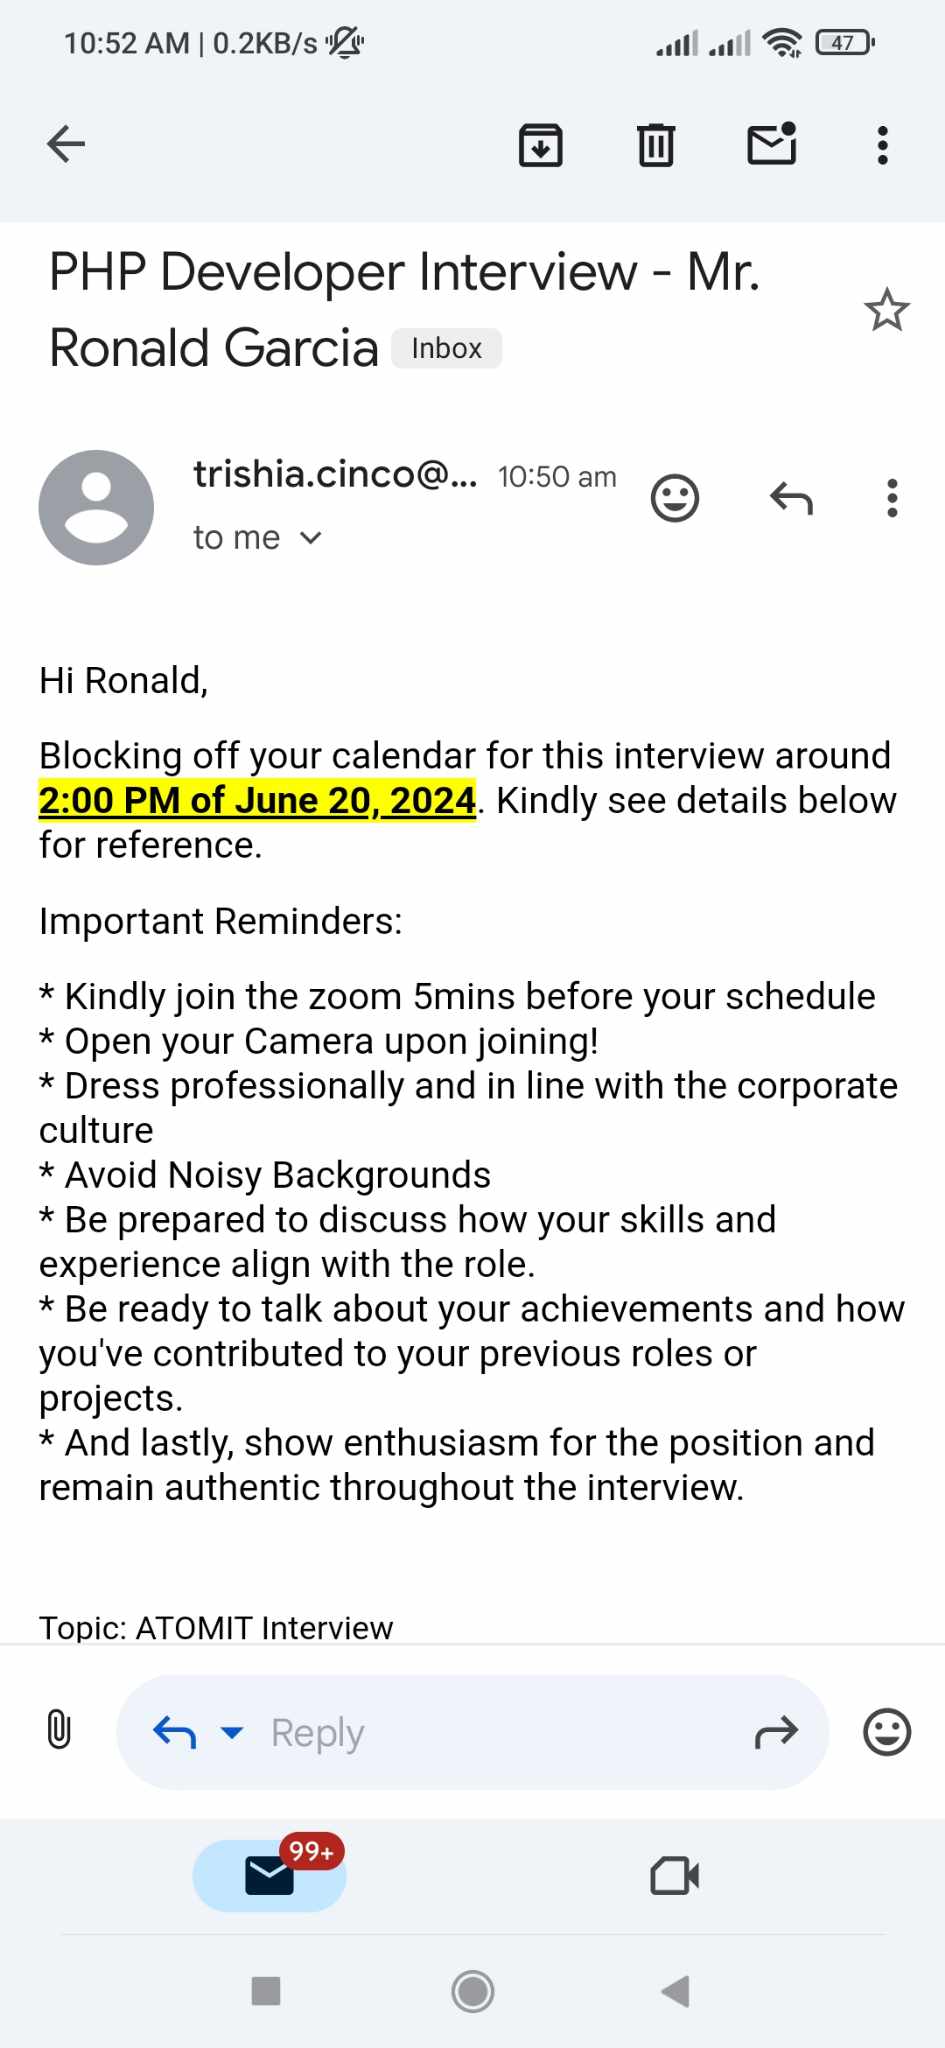 10:52 AM | 0.2KB/s
47
PHP Developer Interview - Mr.
Ronald Garcia Inbox
trishia.cinco@... 10:50 am
to me
Hi Ronald,
Blocking off your calendar for this interview around
2:00 PM of June 20, 2024. Kindly see details below
for reference.
Important Reminders:
* Kindly join the zoom 5mins before your schedule
* Open your Camera upon joining!
* Dress professionally and in line with the corporate
culture
* Avoid Noisy Backgrounds
* Be prepared to discuss how your skills and
experience align with the role.
* Be ready to talk about your achievements and how
you've contributed to your previous roles or
projects.
* And lastly, show enthusiasm for the position and
remain authentic throughout the interview.
Topic: ATOMIT Interview
Reply
99+